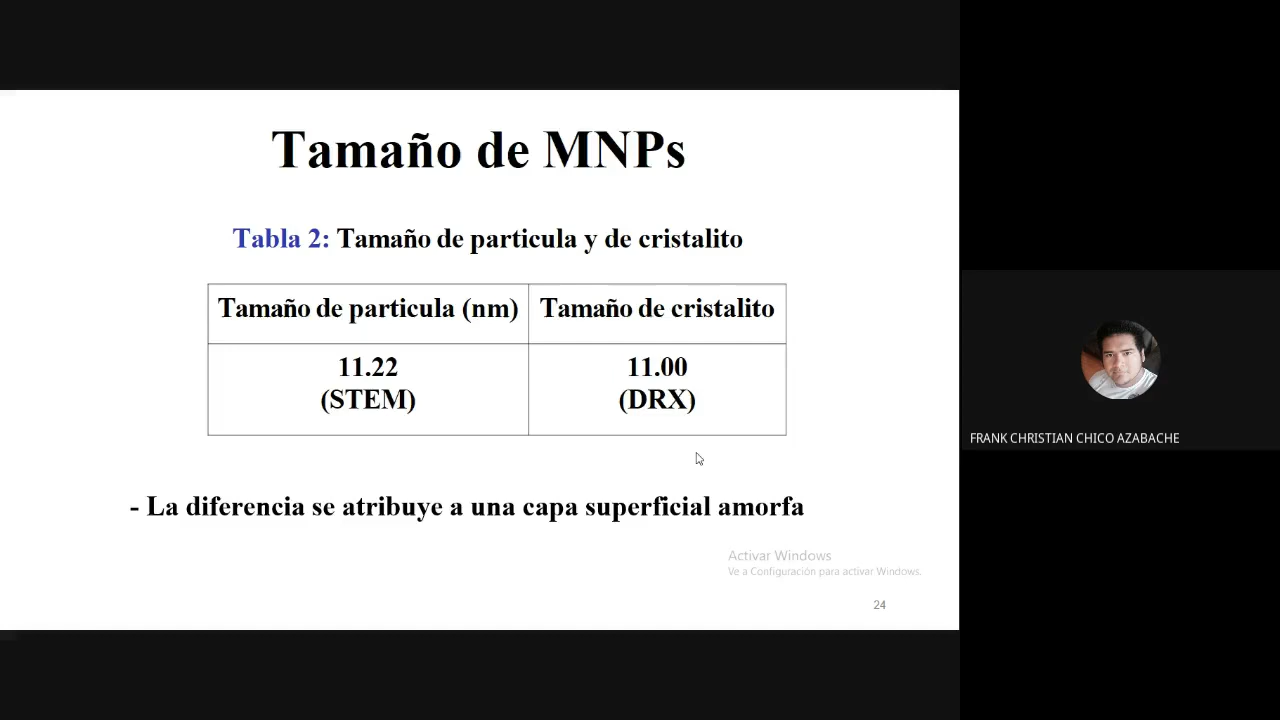 Tamaño de MNPs
Tabla 2: Tamaño de particula y de cristalito
Tamaño de particula (nm) Tamaño de cristalito
11.22 11.00
(STEM) (DRX)
- La diferencia se atribuye a una capa superficial amorfa
Activar Windows
Ve a Configuración para activar Windows.
24
FRANK CHRISTIAN CHICO AZABACHE